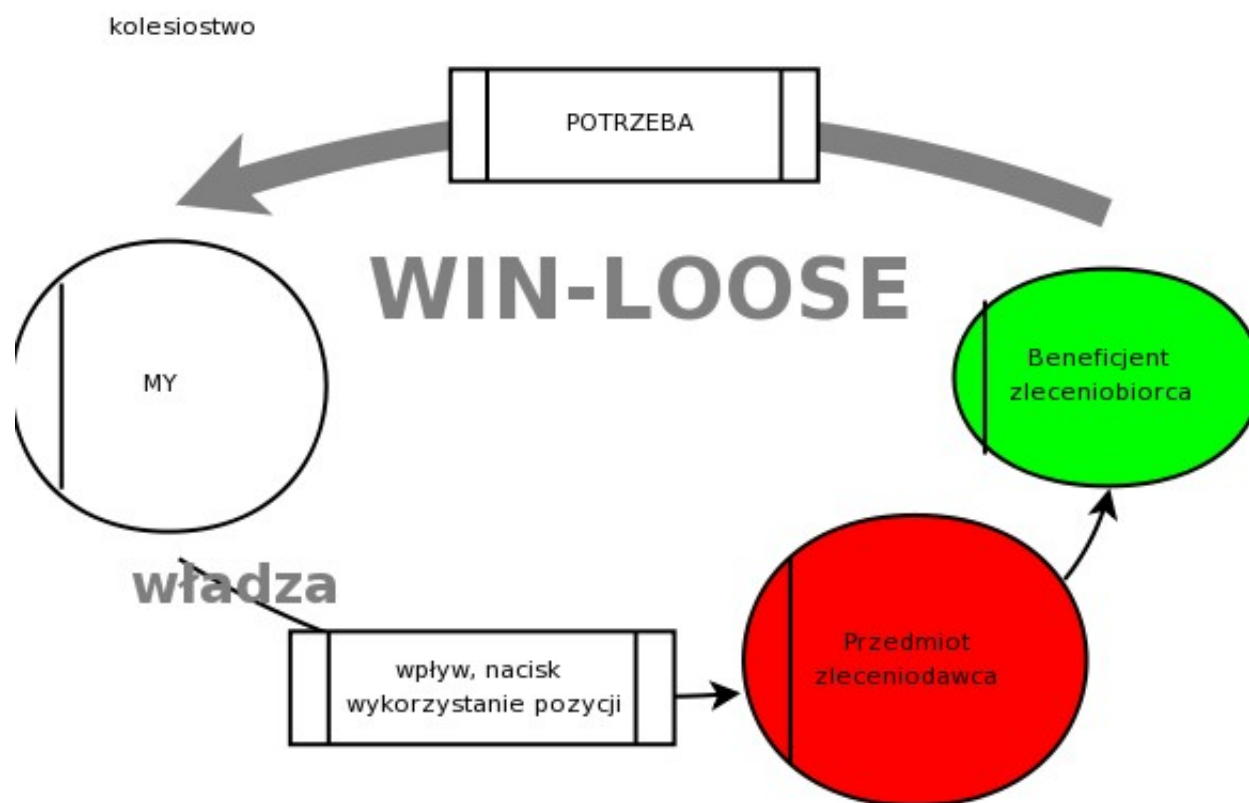 kolesiostwo
POTRZEBA
WIN-LOOSE
MY
Beneficjent
zleceniobiorca
władza
wpływ, nacisk
wykorzystanie pozycji
Przedmiot
zleceniodawca